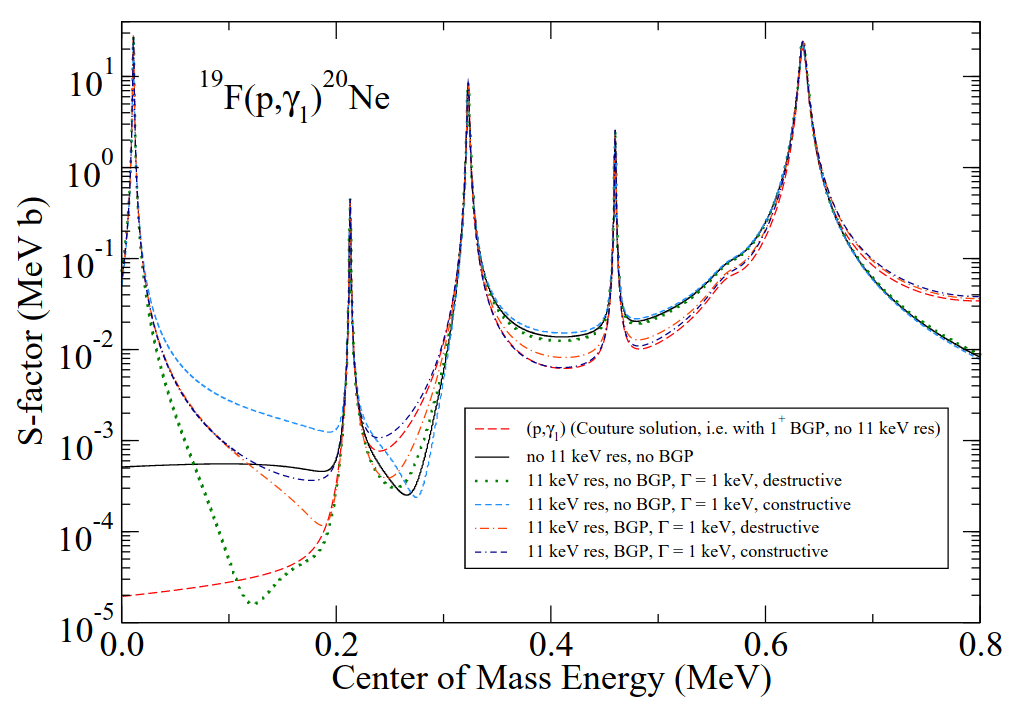 ¹⁹F(p,γ₁)²⁰Ne
S-factor (MeV b)
10¹
10⁰
10⁻¹
10⁻²
10⁻³
10⁻⁴
10⁻⁵
(p,γ₁) (Couture solution, i.e. with 1⁺ BGP, no 11 keV res)
no 11 keV res, no BGP
11 keV res, no BGP, Γ = 1 keV, destructive
11 keV res, no BGP, Γ = 1 keV, constructive
11 keV res, BGP, Γ = 1 keV, destructive
11 keV res, BGP, Γ = 1 keV, constructive
0.0 0.2 0.4 0.6 0.8
Center of Mass Energy (MeV)